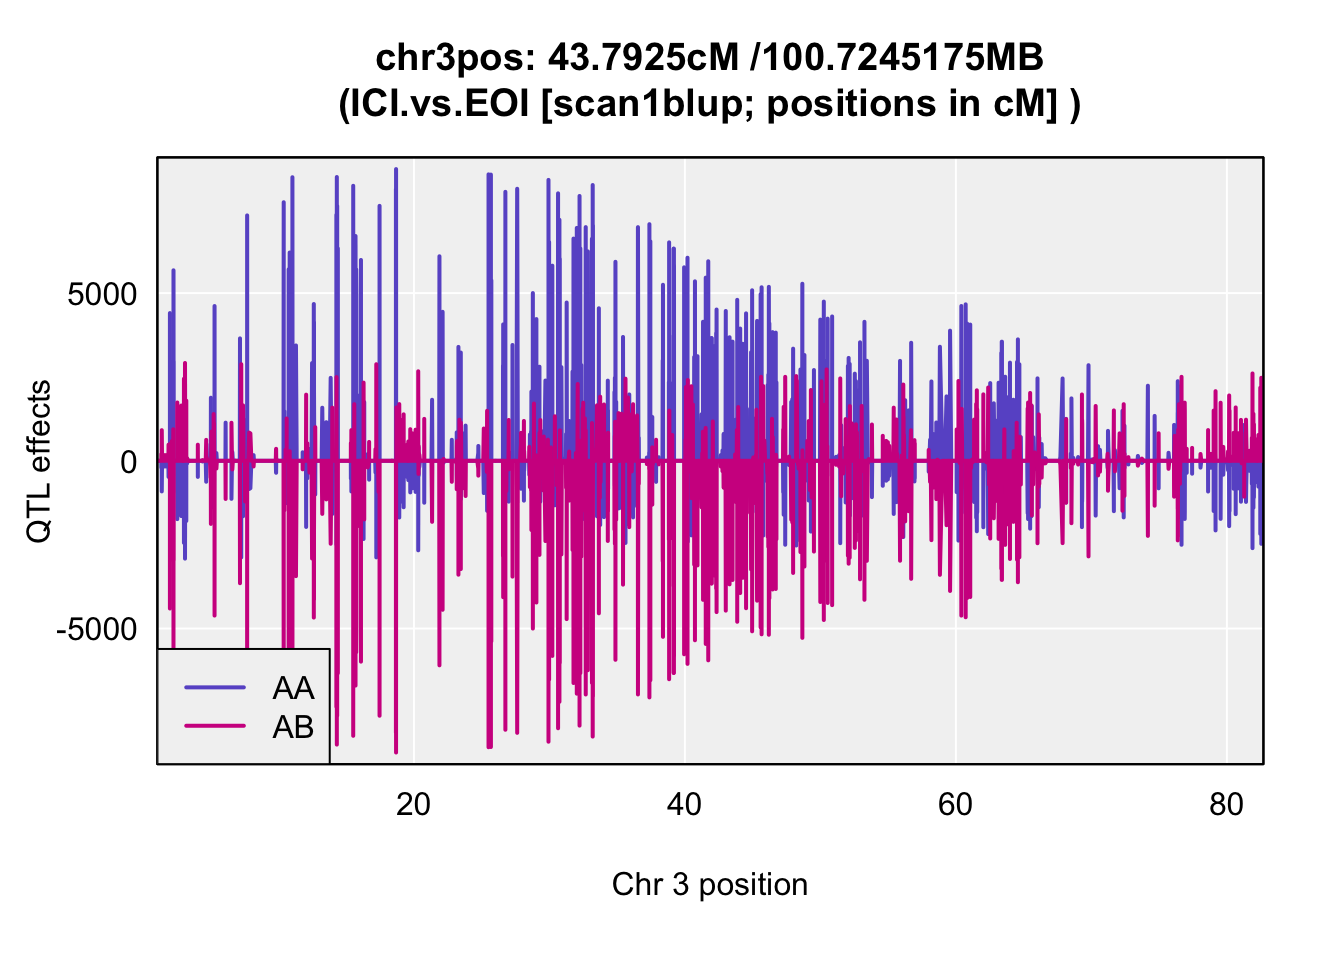 chr3pos: 43.7925cM /100.7245175MB
(ICI.vs.EOI [scan1blup; positions in cM] )
QTL effects
5000
0
-5000
AA
AB
20
40
60
80
Chr 3 position